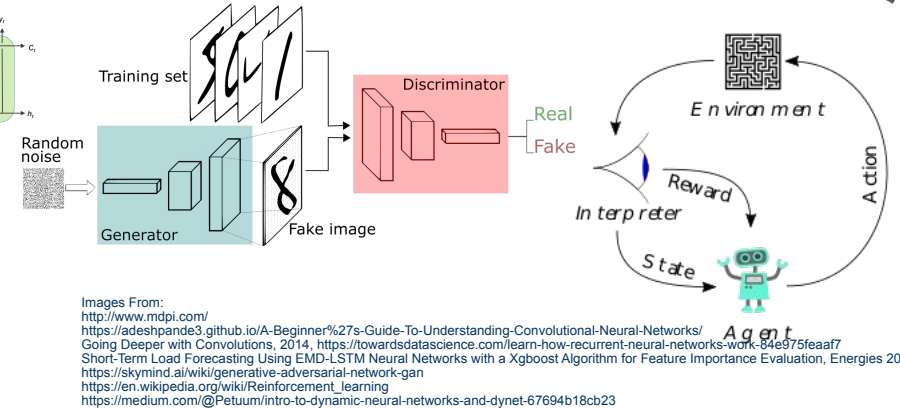 C_t
h_t
Training set
Discriminator
Real
Fake
Random
noise
Generator
8
Fake image
Environment
Action
Reward
Interpreter
State
Agent
Images From:
http://www.mdpi.com/
https://adeshpande3.github.io/A-Beginner%27s-Guide-To-Understanding-Convolutional-Neural-Networks/
Going Deeper with Convolutions, 2014, https://towardsdatascience.com/learn-how-recurrent-neural-networks-work-84e975feaaf7
Short-Term Load Forecasting Using EMD-LSTM Neural Networks with a Xgboost Algorithm for Feature Importance Evaluation, Energies 20
https://skymind.ai/wiki/generative-adversarial-network-gan
https://en.wikipedia.org/wiki/Reinforcement_learning
https://medium.com/@Petuum/intro-to-dynamic-neural-networks-and-dynet-67694b18cb23